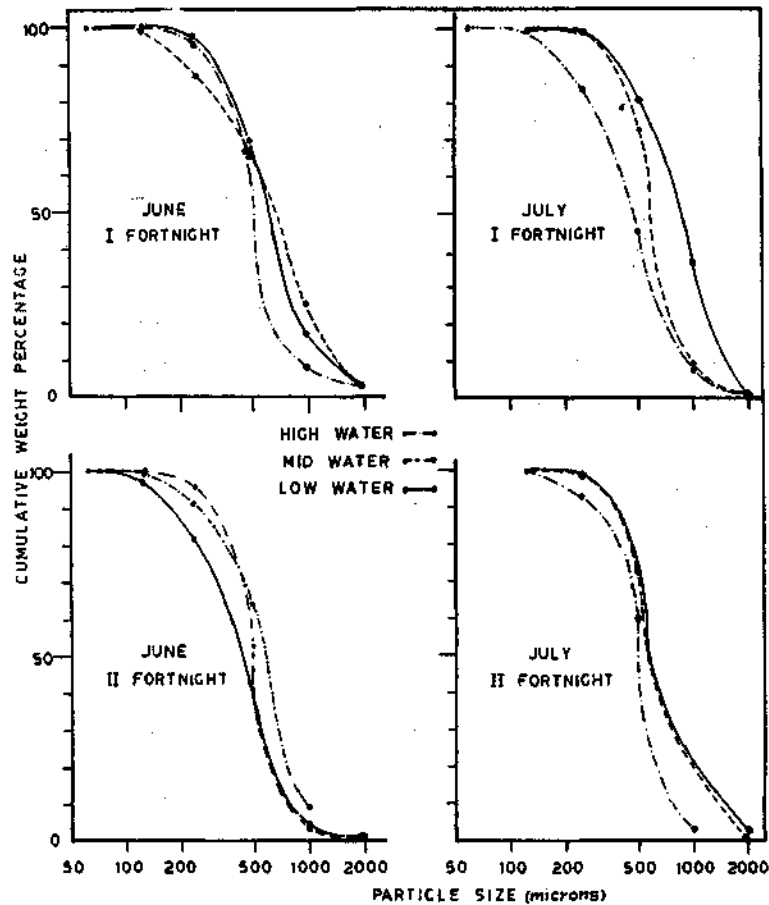 100
50
0
JUNE
I FORTNIGHT
JULY
I FORTNIGHT
CUMULATIVE WEIGHT PERCENTAGE
HIGH WATER
MID WATER
LOW WATER
100
50
0
JUNE
II FORTNIGHT
JULY
II FORTNIGHT
50 100 200 500 1000 2000
50 100 200 500 1000 2000
PARTICLE SIZE (microns)